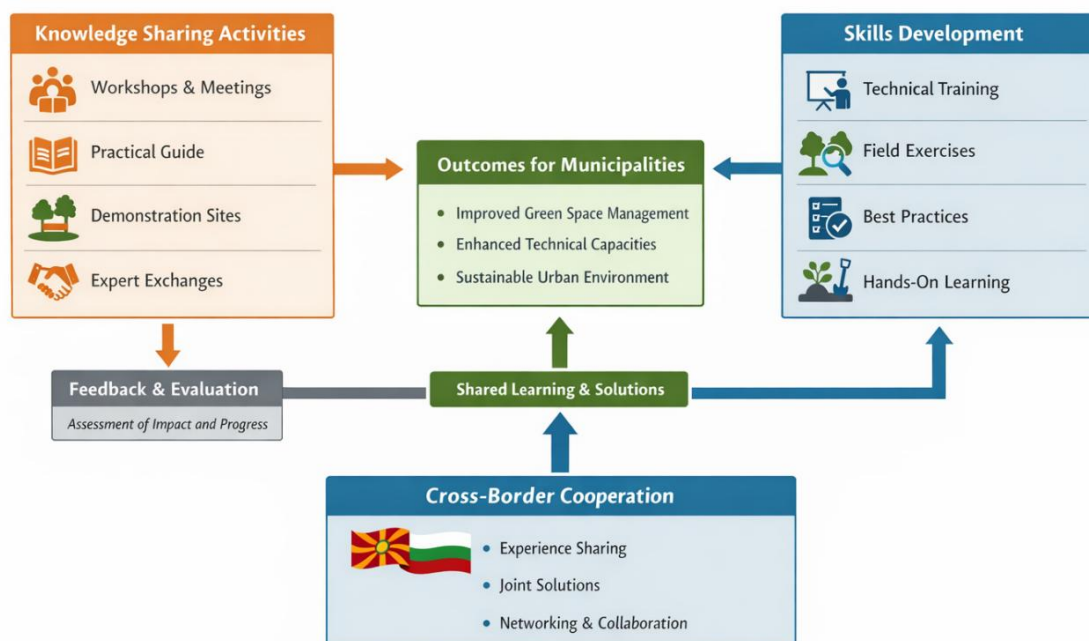 Knowledge Sharing Activities
Workshops & Meetings
Practical Guide
Demonstration Sites
Expert Exchanges
Skills Development
Technical Training
Field Exercises
Best Practices
Hands-On Learning
Outcomes for Municipalities
• Improved Green Space Management
• Enhanced Technical Capacities
• Sustainable Urban Environment
Feedback & Evaluation
Assessment of Impact and Progress
Shared Learning & Solutions
Cross-Border Cooperation
• Experience Sharing
• Joint Solutions
• Networking & Collaboration